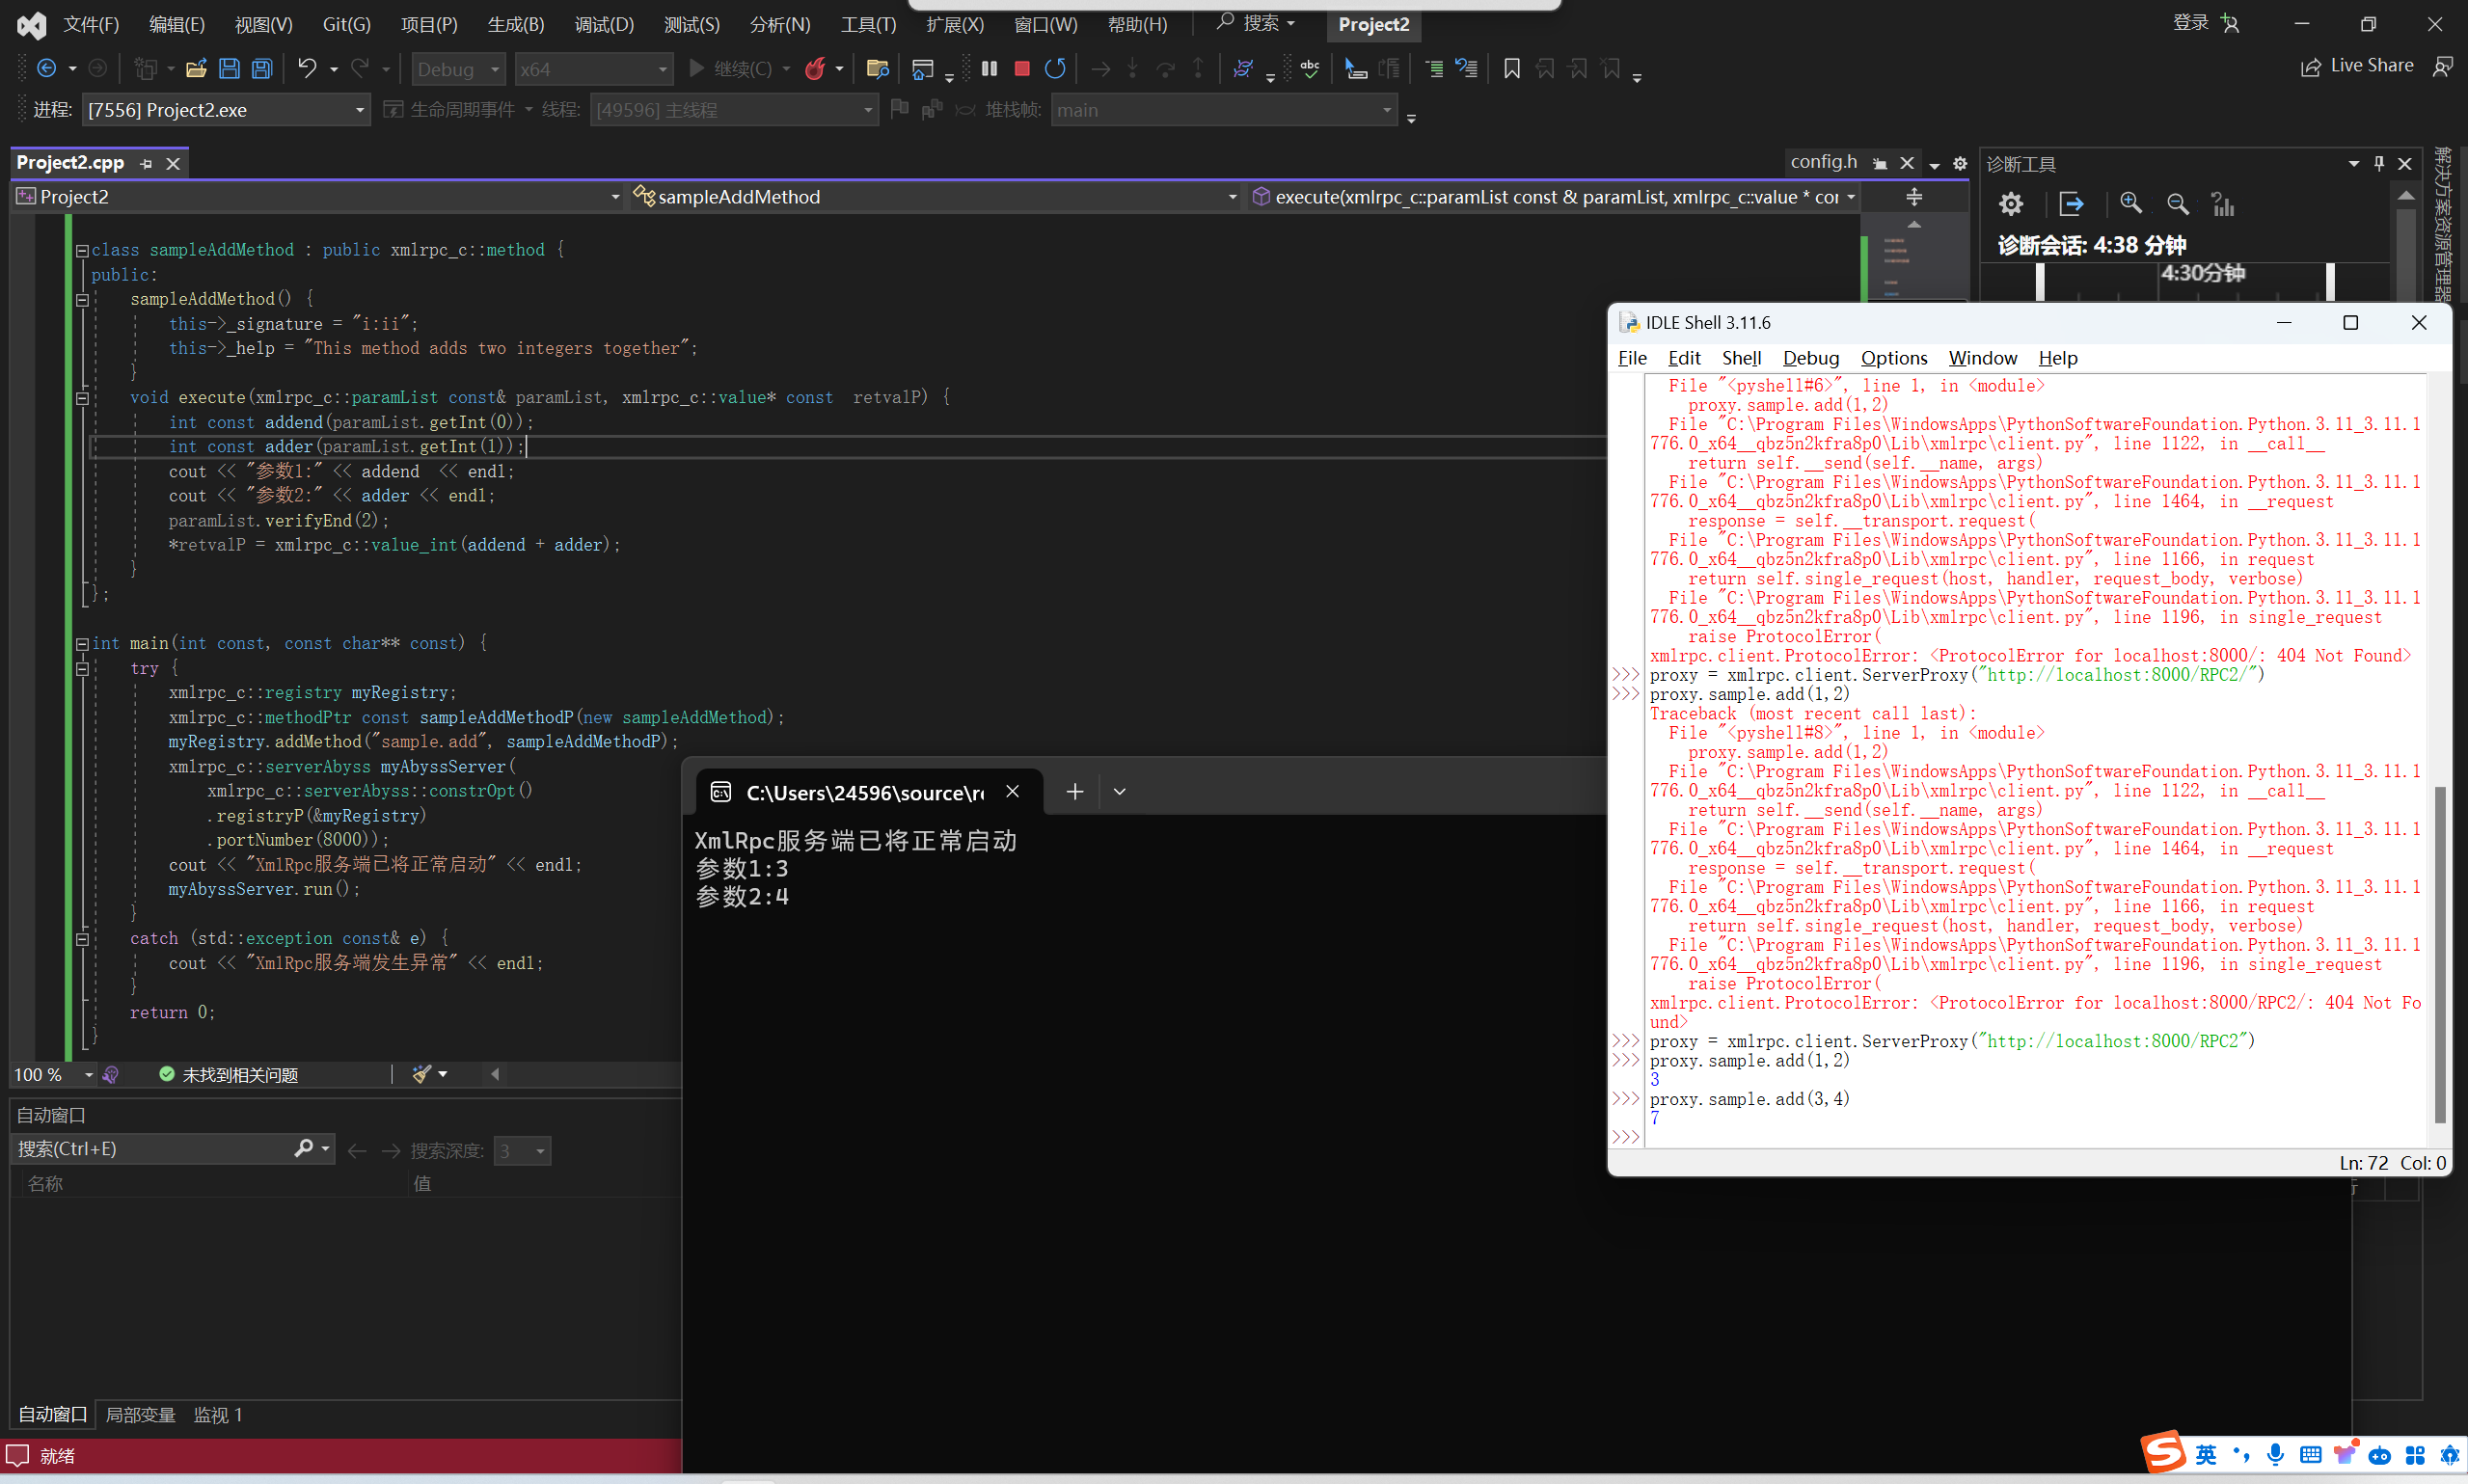 文件(F) 编辑(E) 视图(V) Git(G) 项目(P) 生成(B) 调试(D) 测试(S) 分析(N) 工具(T) 扩展(X) 窗口(W) 帮助(H) 搜索 Project2 登录
Debug x64 继续(C) Live Share
进程: [7556] Project2.exe 生命周期事件 线程: [49596] 主线程 堆栈帧: main
Project2.cpp config.h
Project2 sampleAddMethod execute(xmlrpc_c::paramList const & paramList, xmlrpc_c::value * cor
class sampleAddMethod : public xmlrpc_c::method {
public:
sampleAddMethod() {
this->_signature = "i:ii";
this->_help = "This method adds two integers together";
}
void execute(xmlrpc_c::paramList const& paramList, xmlrpc_c::value* const retvalP) {
int const addend(paramList.getInt(0));
int const adder(paramList.getInt(1));
cout << "参数1:" << addend << endl;
cout << "参数2:" << adder << endl;
paramList.verifyEnd(2);
*retvalP = xmlrpc_c::value_int(addend + adder);
}
};
int main(int const, const char** const) {
try {
xmlrpc_c::registry myRegistry;
xmlrpc_c::methodPtr const sampleAddMethodP(new sampleAddMethod);
myRegistry.addMethod("sample.add", sampleAddMethodP);
xmlrpc_c::serverAbyss myAbyssServer(
xmlrpc_c::serverAbyss::constrOpt()
.registryP(&myRegistry)
.portNumber(8000));
cout << "XmlRpc服务端已将正常启动" << endl;
myAbyssServer.run();
}
catch (std::exception const& e) {
cout << "XmlRpc服务端发生异常" << endl;
}
return 0;
}
100 % 未找到相关问题
自动窗口
搜索(Ctrl+E) 搜索深度: 3
名称 值
自动窗口 局部变量 监视 1
就绪
C:\Users\24596\source\re
XmlRpc服务端已将正常启动
参数1:3
参数2:4
诊断工具
诊断会话: 4:38 分钟
4:30分钟
解决方案资源管理器
IDLE Shell 3.11.6
File Edit Shell Debug Options Window Help
File "<pyshell#6>", line 1, in <module>
proxy.sample.add(1,2)
File "C:\Program Files\WindowsApps\PythonSoftwareFoundation.Python.3.11_3.11.1
776.0_x64__qbz5n2kfra8p0\Lib\xmlrpc\client.py", line 1122, in __call__
return self.__send(self.__name, args)
File "C:\Program Files\WindowsApps\PythonSoftwareFoundation.Python.3.11_3.11.1
776.0_x64__qbz5n2kfra8p0\Lib\xmlrpc\client.py", line 1464, in __request
response = self.__transport.request(
File "C:\Program Files\WindowsApps\PythonSoftwareFoundation.Python.3.11_3.11.1
776.0_x64__qbz5n2kfra8p0\Lib\xmlrpc\client.py", line 1166, in request
return self.single_request(host, handler, request_body, verbose)
File "C:\Program Files\WindowsApps\PythonSoftwareFoundation.Python.3.11_3.11.1
776.0_x64__qbz5n2kfra8p0\Lib\xmlrpc\client.py", line 1196, in single_request
raise ProtocolError(
xmlrpc.client.ProtocolError: <ProtocolError for localhost:8000/: 404 Not Found>
>>> proxy = xmlrpc.client.ServerProxy("http://localhost:8000/RPC2/")
>>> proxy.sample.add(1,2)
Traceback (most recent call last):
File "<pyshell#8>", line 1, in <module>
proxy.sample.add(1,2)
File "C:\Program Files\WindowsApps\PythonSoftwareFoundation.Python.3.11_3.11.1
776.0_x64__qbz5n2kfra8p0\Lib\xmlrpc\client.py", line 1122, in __call__
return self.__send(self.__name, args)
File "C:\Program Files\WindowsApps\PythonSoftwareFoundation.Python.3.11_3.11.1
776.0_x64__qbz5n2kfra8p0\Lib\xmlrpc\client.py", line 1464, in __request
response = self.__transport.request(
File "C:\Program Files\WindowsApps\PythonSoftwareFoundation.Python.3.11_3.11.1
776.0_x64__qbz5n2kfra8p0\Lib\xmlrpc\client.py", line 1166, in request
return self.single_request(host, handler, request_body, verbose)
File "C:\Program Files\WindowsApps\PythonSoftwareFoundation.Python.3.11_3.11.1
776.0_x64__qbz5n2kfra8p0\Lib\xmlrpc\client.py", line 1196, in single_request
raise ProtocolError(
xmlrpc.client.ProtocolError: <ProtocolError for localhost:8000/RPC2/: 404 Not Fo
und>
>>> proxy = xmlrpc.client.ServerProxy("http://localhost:8000/RPC2")
>>> proxy.sample.add(1,2)
3
>>> proxy.sample.add(3,4)
7
>>>
Ln: 72 Col: 0
英